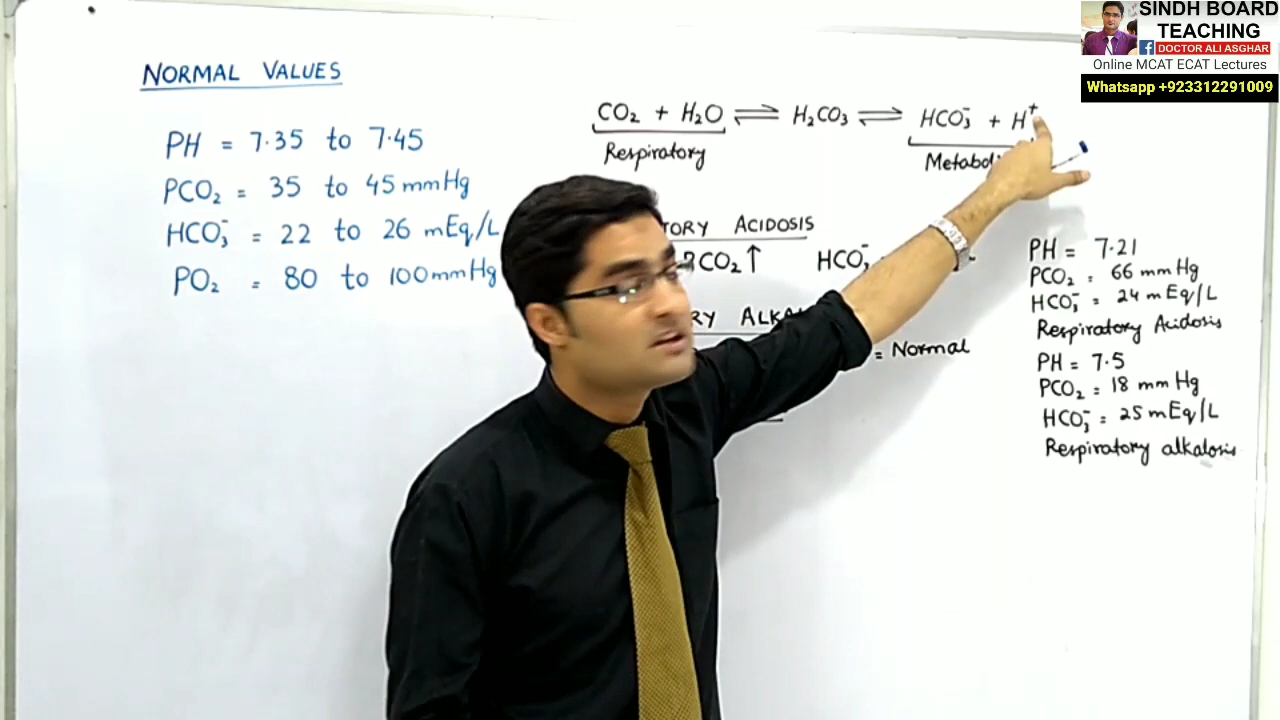 SINDH BOARD
TEACHING
DOCTOR ALI ASGHAR
Online MCAT ECAT Lectures
Whatsapp +923312291009
NORMAL VALUES
PH = 7.35 to 7.45
PCO₂ = 35 to 45 mmHg
HCO₃⁻ = 22 to 26 mEq/L
PO₂ = 80 to 100 mmHg
CO₂ + H₂O ⇌ H₂CO₃ ⇌ HCO₃⁻ + H⁺
Respiratory
ACIDOSIS
CO₂ ↑ HCO₃⁻
= Normal
PH = 7.21
PCO₂ = 66 mmHg
HCO₃⁻ = 24 mEq/L
Respiratory Acidosis
PH = 7.5
PCO₂ = 18 mmHg
HCO₃⁻ = 25 mEq/L
Respiratory alkalosis